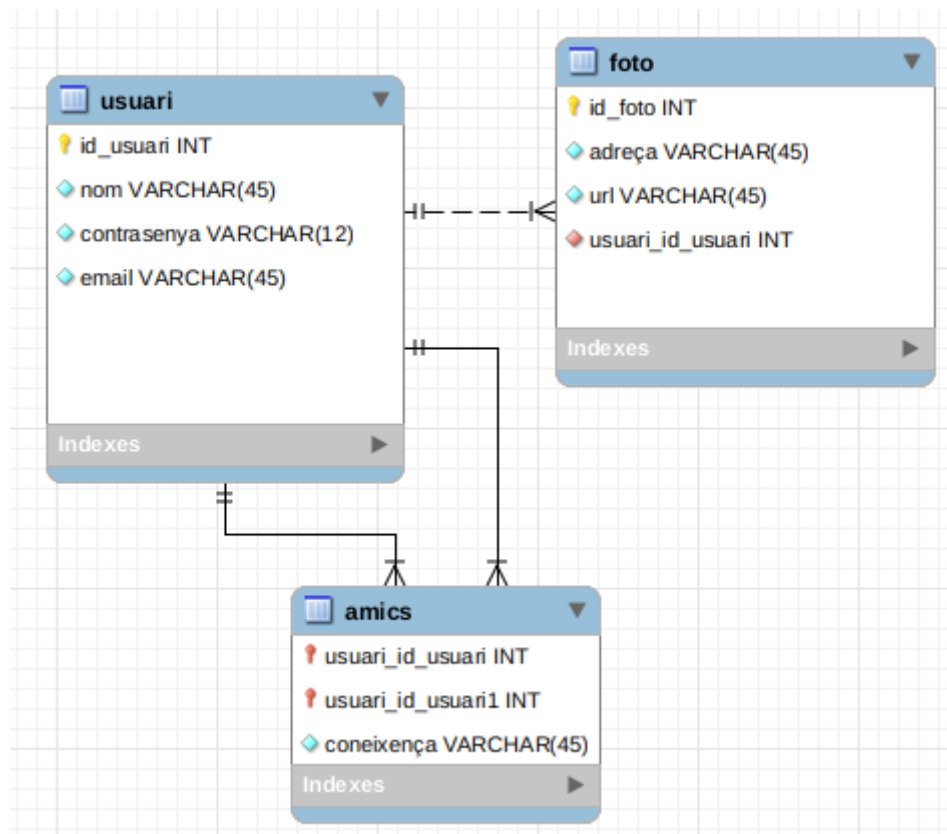 usuari
id_usuari INT
nom VARCHAR(45)
contrasenya VARCHAR(12)
email VARCHAR(45)
Indexes
foto
id_foto INT
adreça VARCHAR(45)
url VARCHAR(45)
usuari_id_usuari INT
Indexes
amics
usuari_id_usuari INT
usuari_id_usuari1 INT
coneixença VARCHAR(45)
Indexes